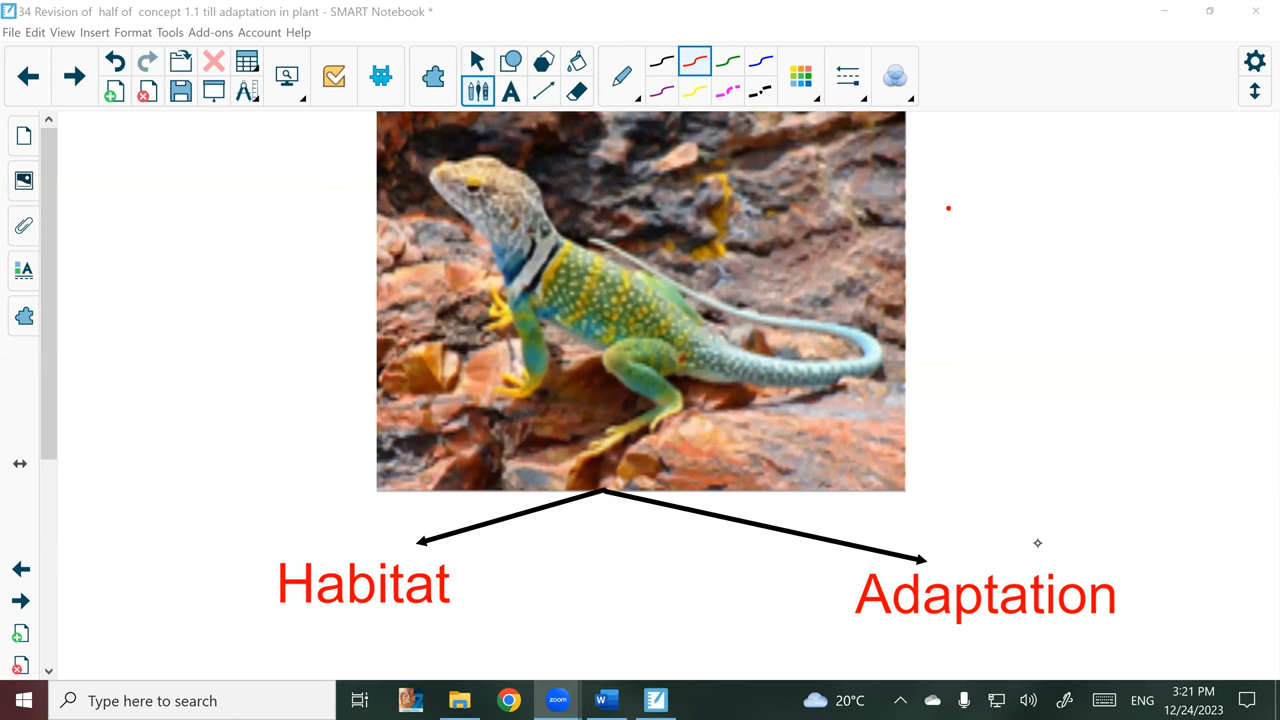 34 Revision of half of concept 1.1 till adaptation in plant - SMART Notebook *
File Edit View Insert Format Tools Add-ons Account Help
Habitat
Adaptation
Type here to search
20°C
ENG
3:21 PM
12/24/2023